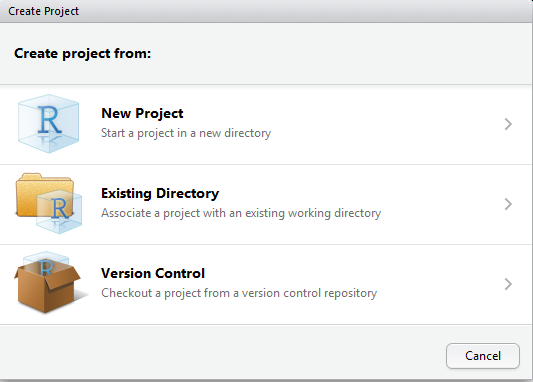 Create Project
Create project from:
R
New Project
Start a project in a new directory
R
Existing Directory
Associate a project with an existing working directory
R
Version Control
Checkout a project from a version control repository
Cancel